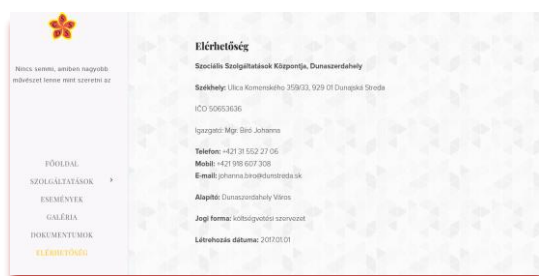 Nincs semmi, amiben nagyobb
művészet lenne mint szeretni az
FŐOLDAL
SZOLGÁLTATÁSOK
ESEMÉNYEK
GALÉRIA
DOKUMENTUMOK
ELÉRHETŐSÉG
Elérhetőség
Szociális Szolgáltatások Központja, Dunaszerdahely
Székhely: Ulica Komenského 359/33, 929 01 Dunajská Streda
IČO 50653636
Igazgató: Mgr. Bíró Johanna
Telefon: +421 31 552 27 06
Mobil: +421 918 607 308
E-mail: johanna.biro@dunstreda.sk
Alapító: Dunaszerdahely Város
Jogi forma: költségvetési szervezet
Létrehozás dátuma: 2017.01.01